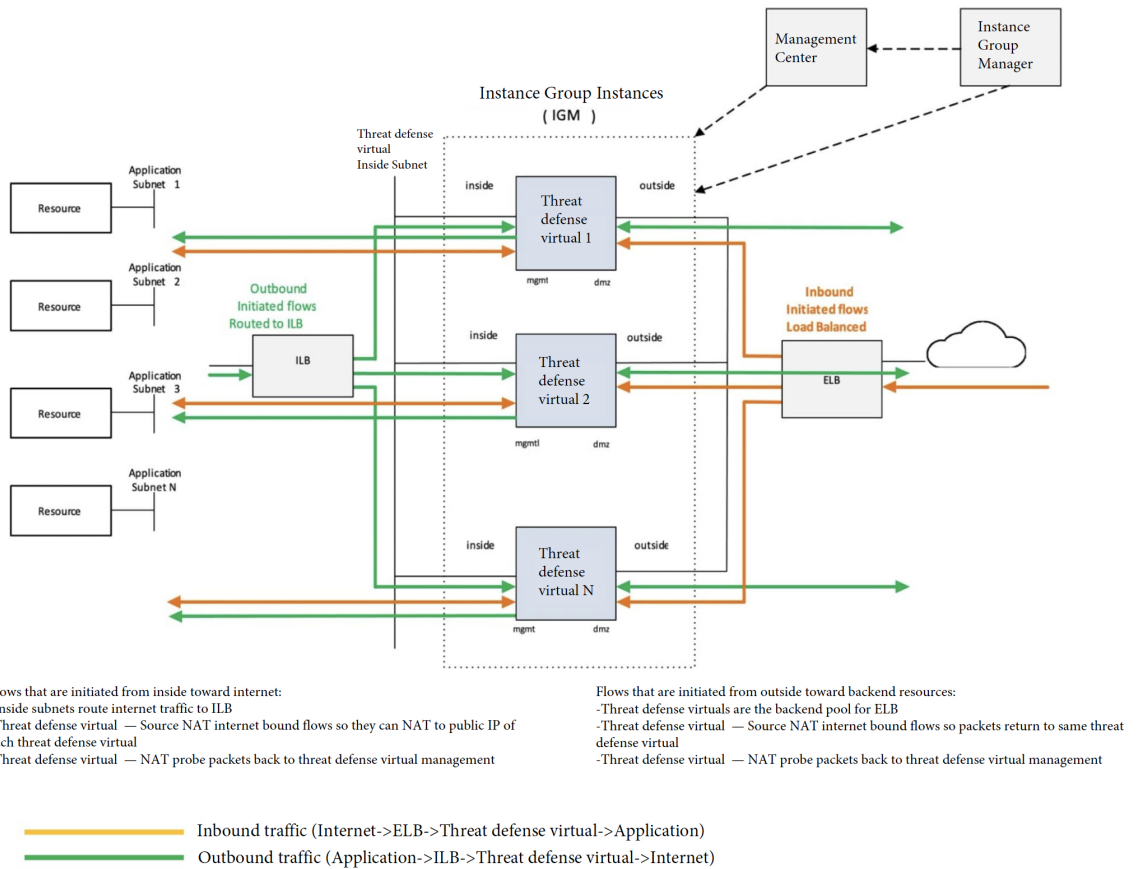 Management
Center
Instance
Group
Manager
Instance Group Instances
( IGM )
Threat defense
virtual
Inside Subnet
Application
Subnet 1
Resource
inside
Threat
defense
virtual 1
outside
mgmt
dmz
Application
Subnet 2
Resource
Outbound
Initiated flows
Routed to ILB
ILB
inside
Threat
defense
virtual 2
outside
mgmtl
dmz
Inbound
Initiated flows
Load Balanced
ELB
Application
Subnet 3
Resource
Application
Subnet N
Resource
inside
Threat
defense
virtual N
outside
mgmt
dmz
ows that are initiated from inside toward internet:
nside subnets route internet traffic to ILB
Threat defense virtual — Source NAT internet bound flows so they can NAT to public IP of
ch threat defense virtual
Threat defense virtual — NAT probe packets back to threat defense virtual management
Flows that are initiated from outside toward backend resources:
-Threat defense virtuals are the backend pool for ELB
-Threat defense virtual — Source NAT internet bound flows so packets return to same threat
defense virtual
-Threat defense virtual — NAT probe packets back to threat defense virtual management
Inbound traffic (Internet->ELB->Threat defense virtual->Application)
Outbound traffic (Application->ILB->Threat defense virtual->Internet)